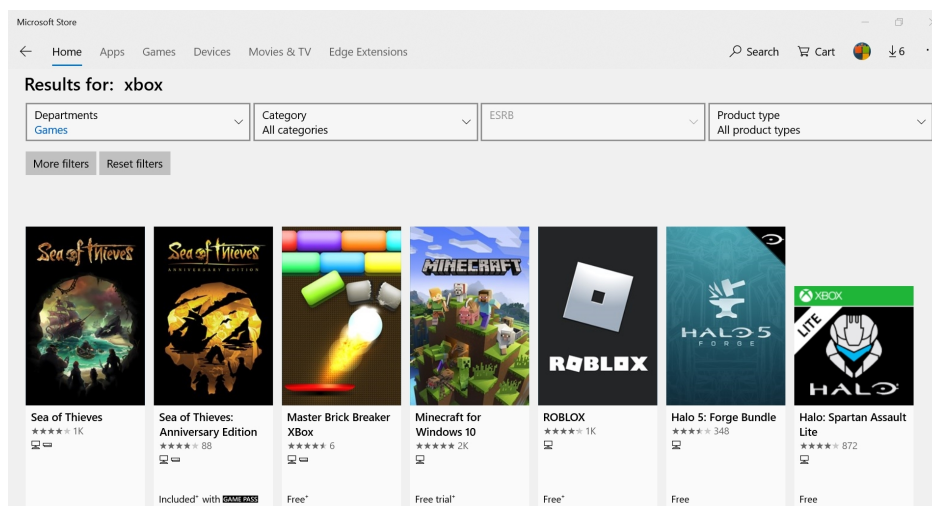 Microsoft Store
Home Apps Games Devices Movies & TV Edge Extensions Search Cart 6
Results for: xbox
Departments
Games
Category
All categories
ESRB
Product type
All product types
More filters Reset filters
Sea of Thieves
Sea of Thieves
ANNIVERSARY EDITION
MINECRAFT
ROBLOX
HALO 5
FORGE
XBOX
LITE
HALO
Sea of Thieves
1K
Sea of Thieves:
Anniversary Edition
88
Included+ with GAME PASS
Master Brick Breaker
XBox
6
Free+
Minecraft for
Windows 10
2K
Free trial+
ROBLOX
1K
Free+
Halo 5: Forge Bundle
348
Free
Halo: Spartan Assault
Lite
872
Free